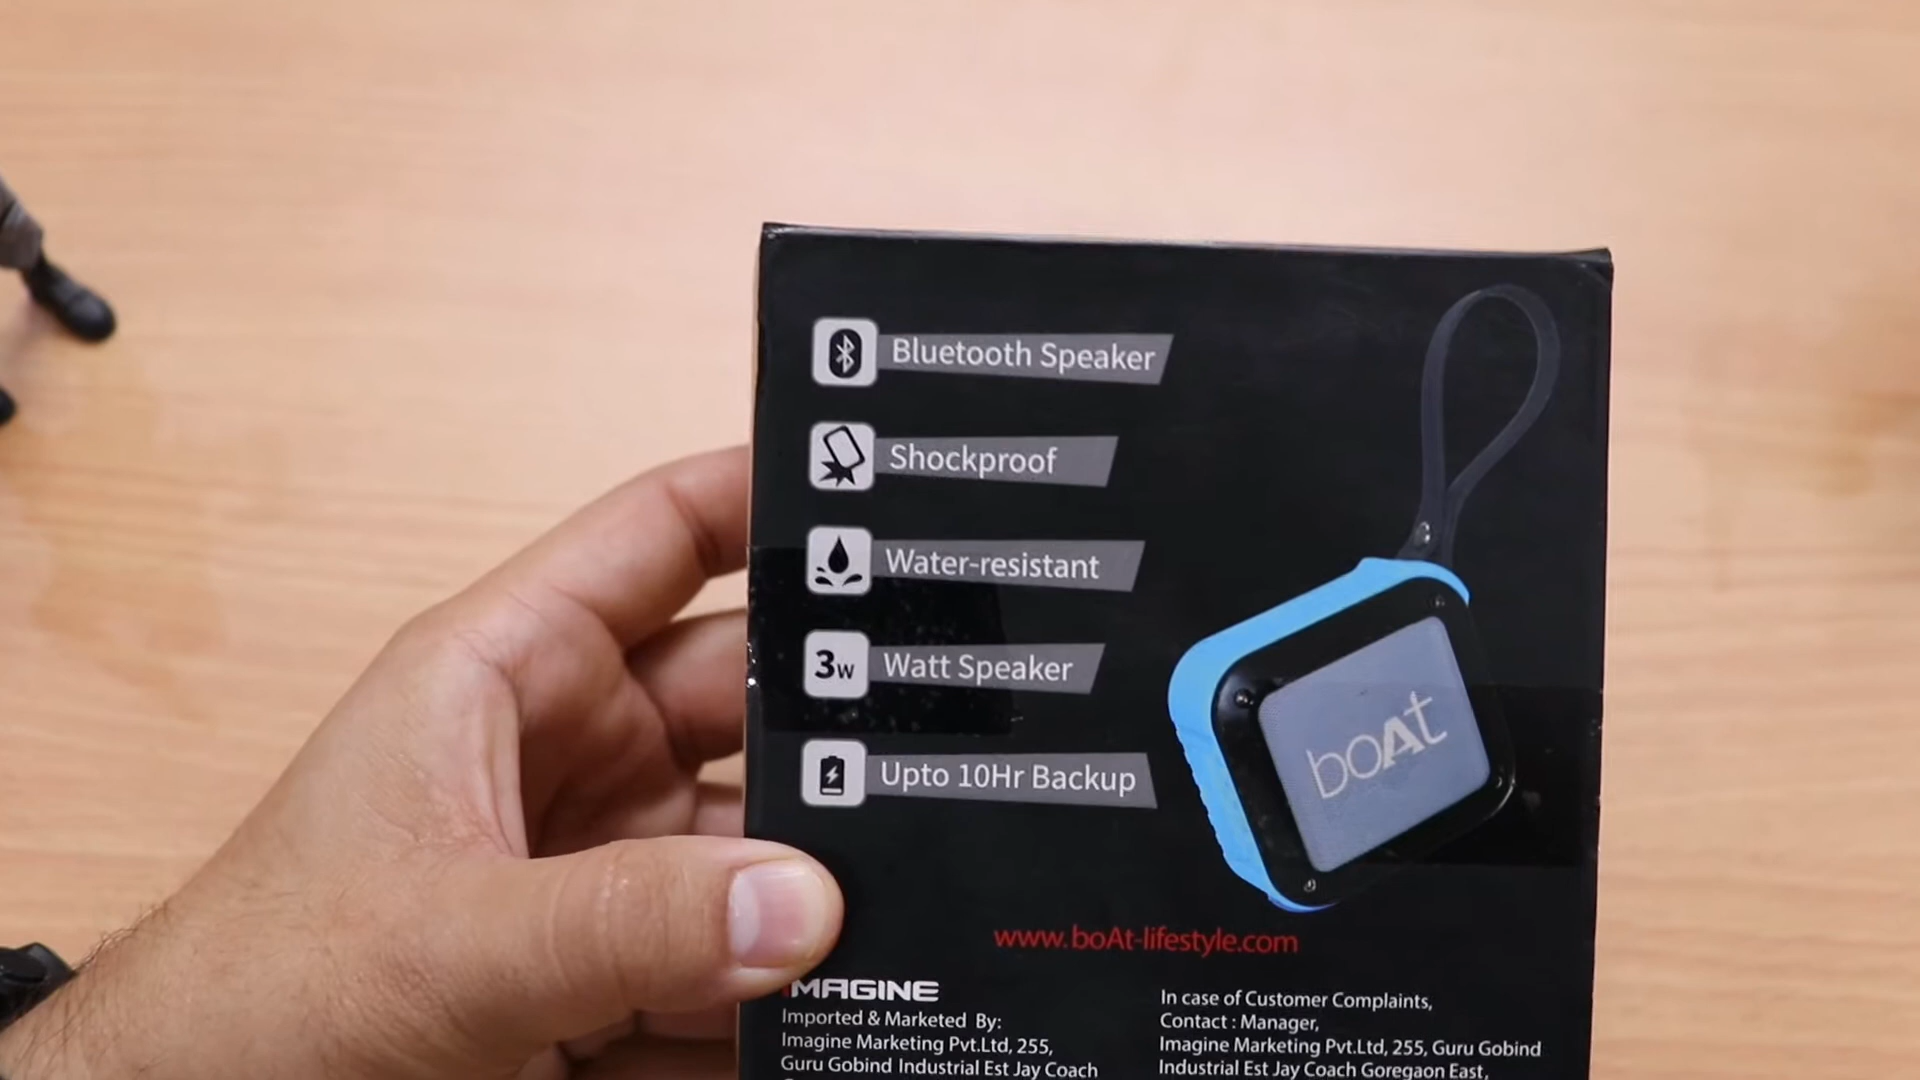 Bluetooth Speaker
Shockproof
Water-resistant
3W Watt Speaker
Upto 10Hr Backup
boAt
www.boAt-lifestyle.com
IMAGINE
Imported & Marketed By:
Imagine Marketing Pvt.Ltd, 255,
Guru Gobind Industrial Est Jay Coach
In case of Customer Complaints,
Contact : Manager,
Imagine Marketing Pvt.Ltd, 255, Guru Gobind
Industrial Est Jay Coach Goregaon East,